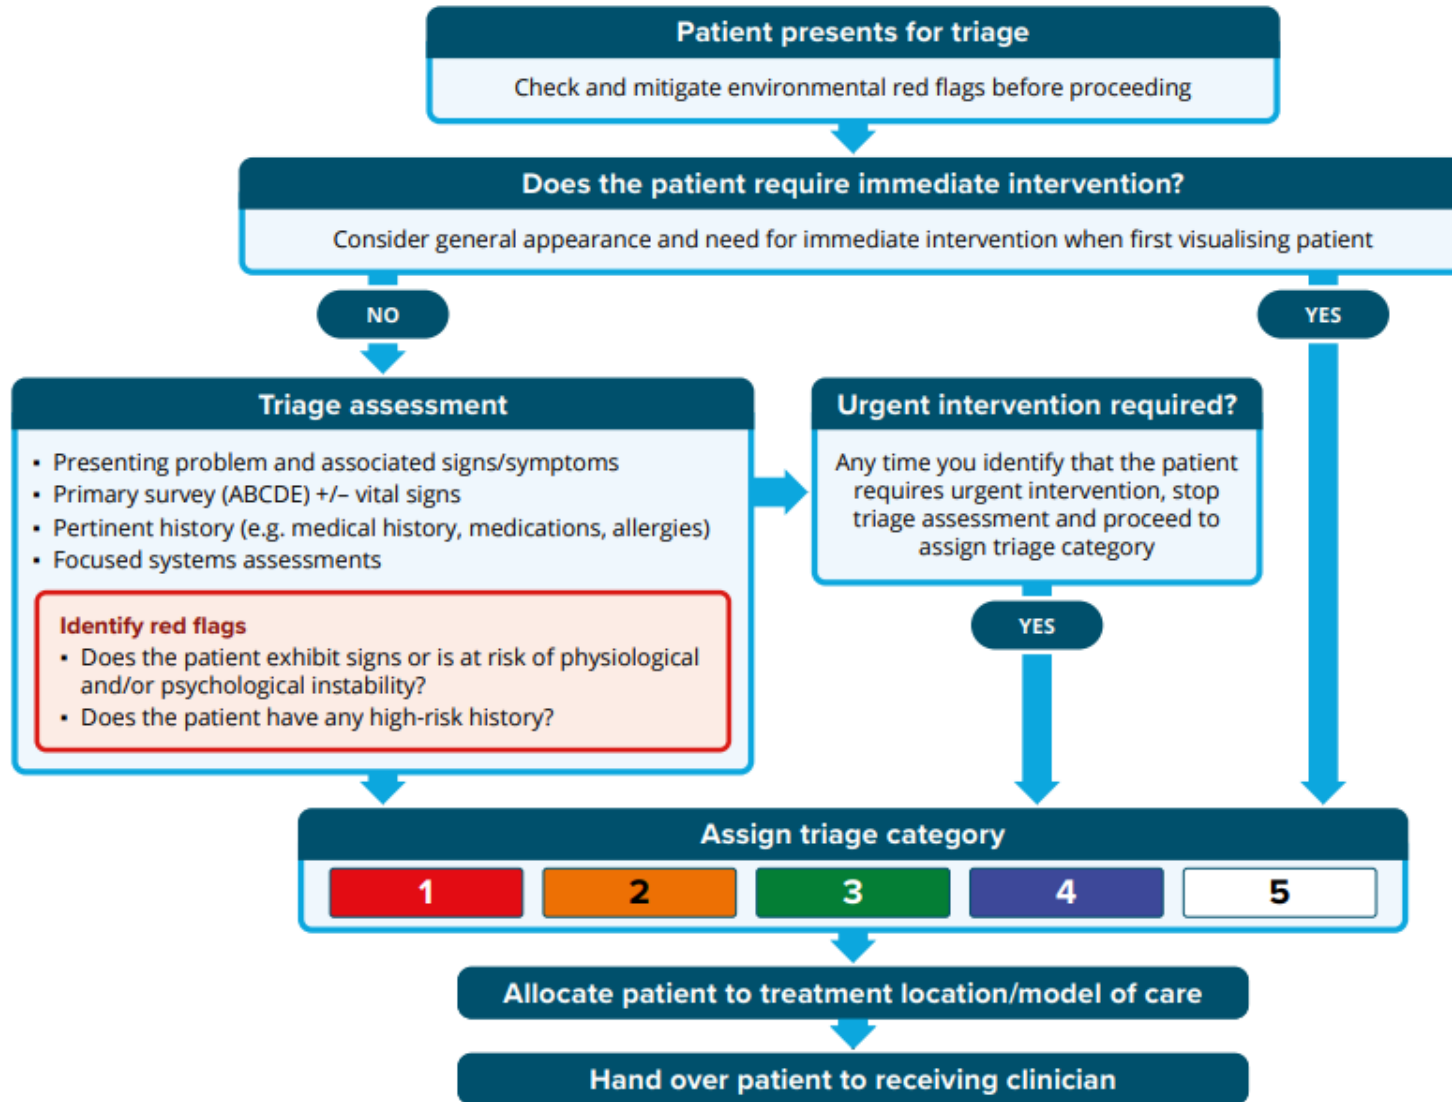 Patient presents for triage
Check and mitigate environmental red flags before proceeding
Does the patient require immediate intervention?
Consider general appearance and need for immediate intervention when first visualising patient
NO
YES
Triage assessment
▪ Presenting problem and associated signs/symptoms
▪ Primary survey (ABCDE) +/– vital signs
▪ Pertinent history (e.g. medical history, medications, allergies)
▪ Focused systems assessments
Identify red flags
▪ Does the patient exhibit signs or is at risk of physiological
and/or psychological instability?
▪ Does the patient have any high-risk history?
Urgent intervention required?
Any time you identify that the patient
requires urgent intervention, stop
triage assessment and proceed to
assign triage category
YES
Assign triage category
1 2 3 4 5
Allocate patient to treatment location/model of care
Hand over patient to receiving clinician